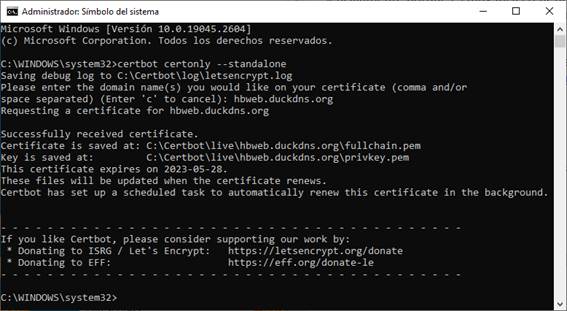 Administrador: Símbolo del sistema
Microsoft Windows [Versión 10.0.19045.2604]
(c) Microsoft Corporation. Todos los derechos reservados.
C:\WINDOWS\system32>certbot certonly --standalone
Saving debug log to C:\Certbot\log\letsencrypt.log
Please enter the domain name(s) you would like on your certificate (comma and/or
space separated) (Enter 'c' to cancel): hbweb.duckdns.org
Requesting a certificate for hbweb.duckdns.org
Successfully received certificate.
Certificate is saved at: C:\Certbot\live\hbweb.duckdns.org\fullchain.pem
Key is saved at:         C:\Certbot\live\hbweb.duckdns.org\privkey.pem
This certificate expires on 2023-05-28.
These files will be updated when the certificate renews.
Certbot has set up a scheduled task to automatically renew this certificate in the background.
- - - - - - - - - - - - - - - - - - - - - - - - - - - - - - - - - - - - - - - -
If you like Certbot, please consider supporting our work by:
 * Donating to ISRG / Let's Encrypt:   https://letsencrypt.org/donate
 * Donating to EFF:                    https://eff.org/donate-le
- - - - - - - - - - - - - - - - - - - - - - - - - - - - - - - - - - - - - - - -
C:\WINDOWS\system32>